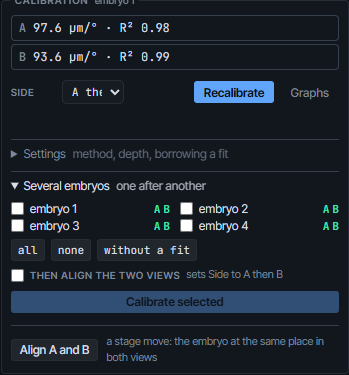 CALIBRATION embryo 1
A 97.6 µm/° · R² 0.98
B 93.6 µm/° · R² 0.99
SIDE A the Recalibrate Graphs
▶ Settings method, depth, borrowing a fit
▼ Several embryos one after another
embryo 1 A B embryo 2 A B
embryo 3 A B embryo 4 A B
all none without a fit
THEN ALIGN THE TWO VIEWS sets Side to A then B
Calibrate selected
Align A and B a stage move: the embryo at the same place in
both views